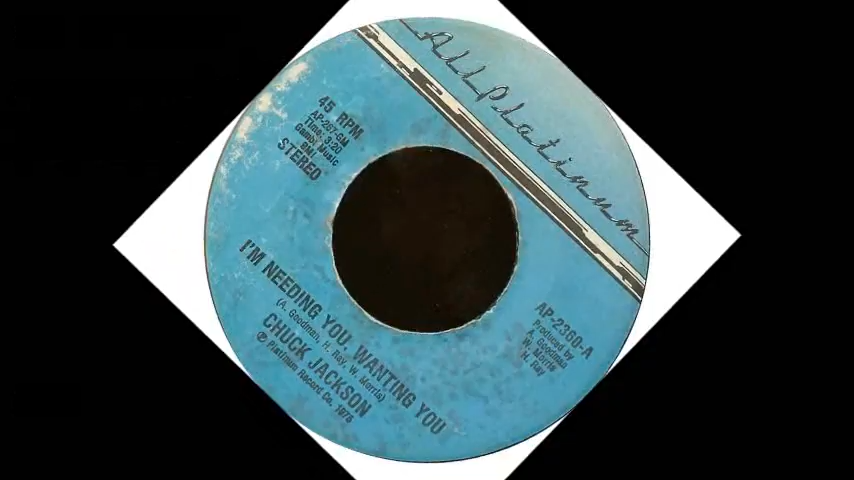 All Platinum
45 RPM
AP-267-GM
Time: 3:20
Gambi Music
BMI
STEREO
AP-2360-A
Produced by
A. Goodman
W. Morris
H. Ray
I'M NEEDING YOU, WANTING YOU
(A. Goodman, H. Ray, W. Morris)
CHUCK JACKSON
℗ Platinum Record Co. 1975